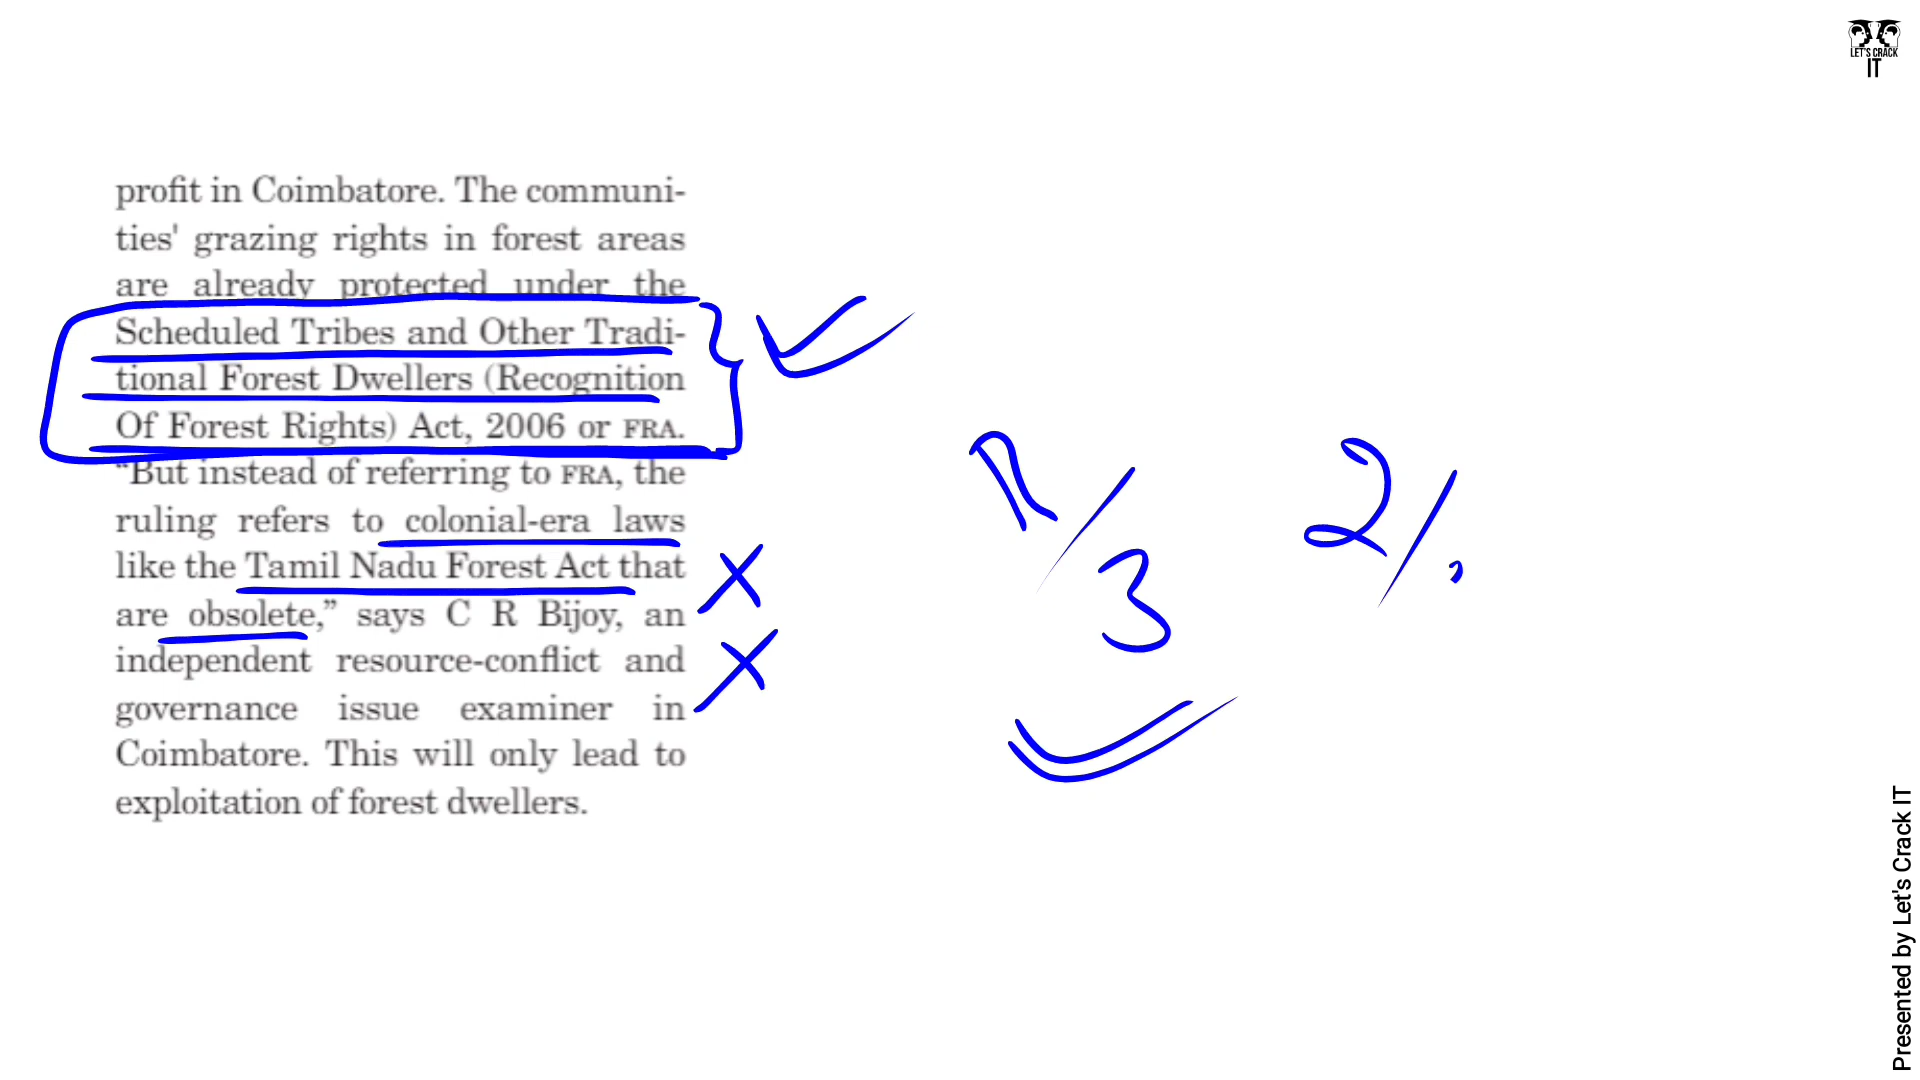 LET'S CRACK
IT
profit in Coimbatore. The communi-
ties' grazing rights in forest areas
are already protected under the
Scheduled Tribes and Other Tradi-
tional Forest Dwellers (Recognition
Of Forest Rights) Act, 2006 or FRA.
“But instead of referring to FRA, the
ruling refers to colonial-era laws
like the Tamil Nadu Forest Act that
are obsolete,” says C R Bijoy, an
independent resource-conflict and
governance issue examiner in
Coimbatore. This will only lead to
exploitation of forest dwellers.
3
2
Presented by Let's Crack IT